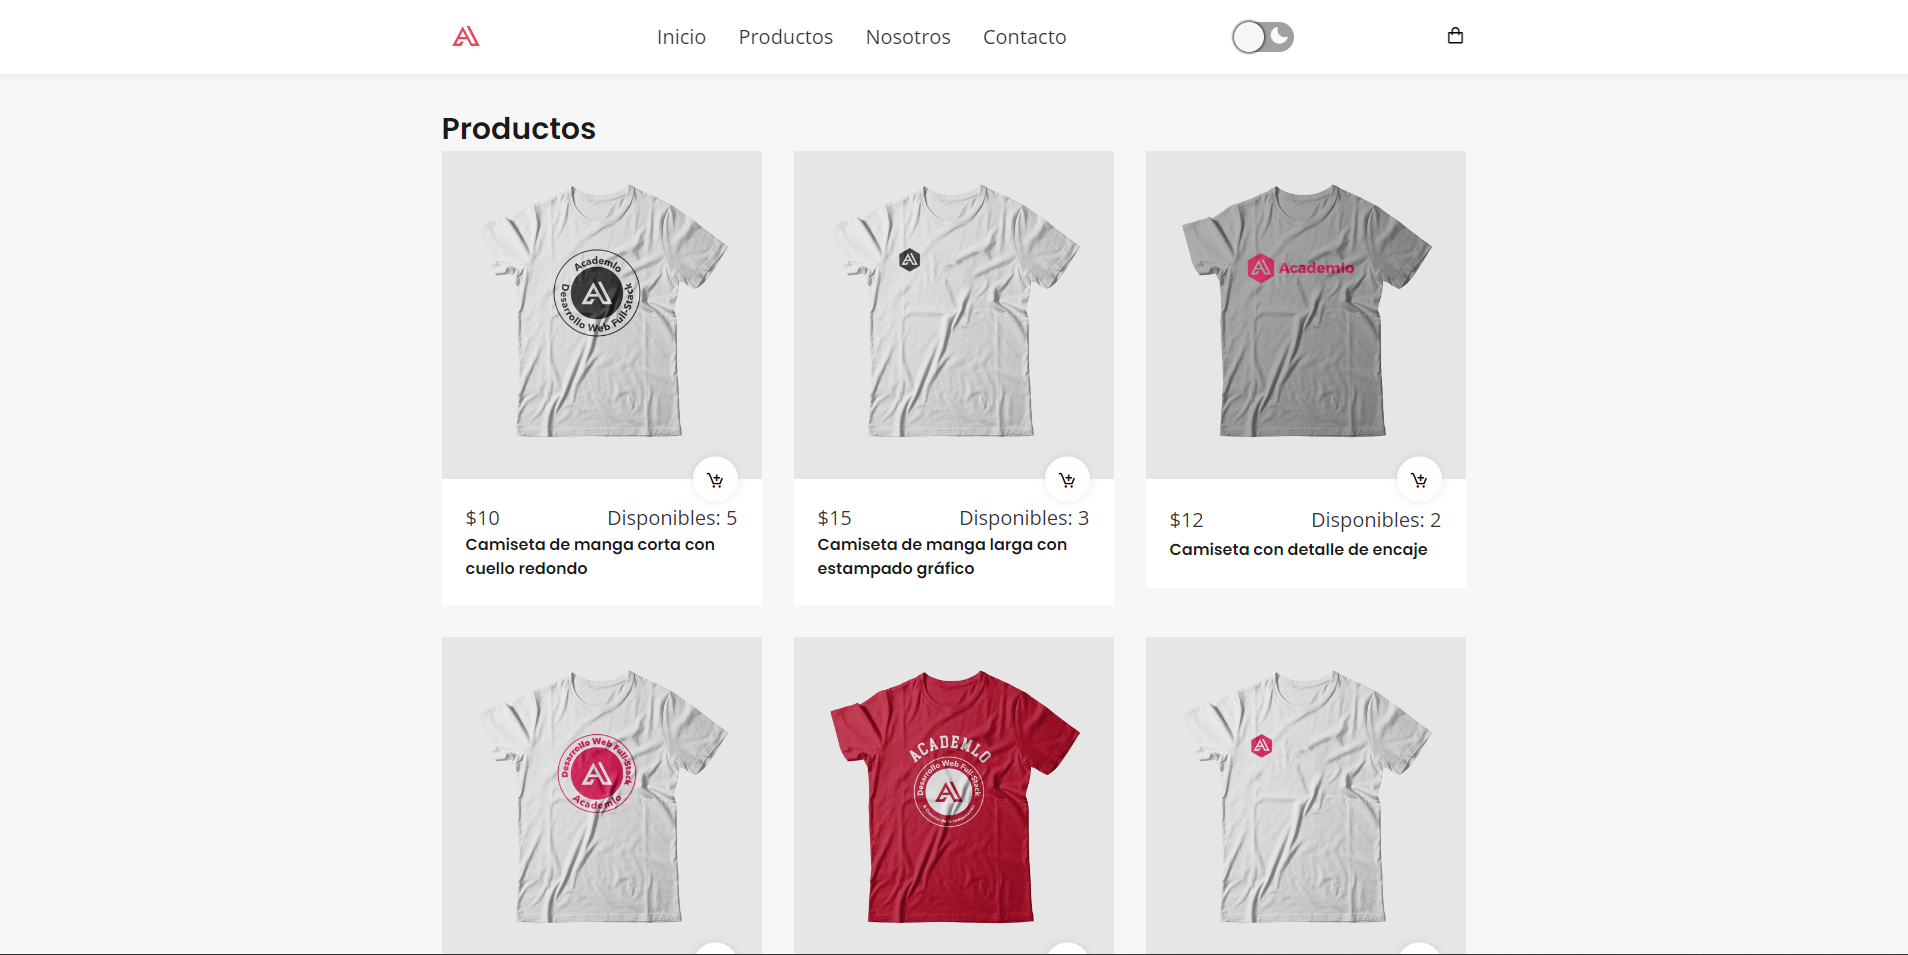 Inicio Productos Nosotros Contacto
Productos
Academlo
Desarrollo Web Full-Stack
Academlo
$10 Disponibles: 5
Camiseta de manga corta con
cuello redondo
$15 Disponibles: 3
Camiseta de manga larga con
estampado gráfico
$12 Disponibles: 2
Camiseta con detalle de encaje
Desarrollo Web Full-Stack
Academlo
ACADEMLO
Desarrollo Web Full-Stack